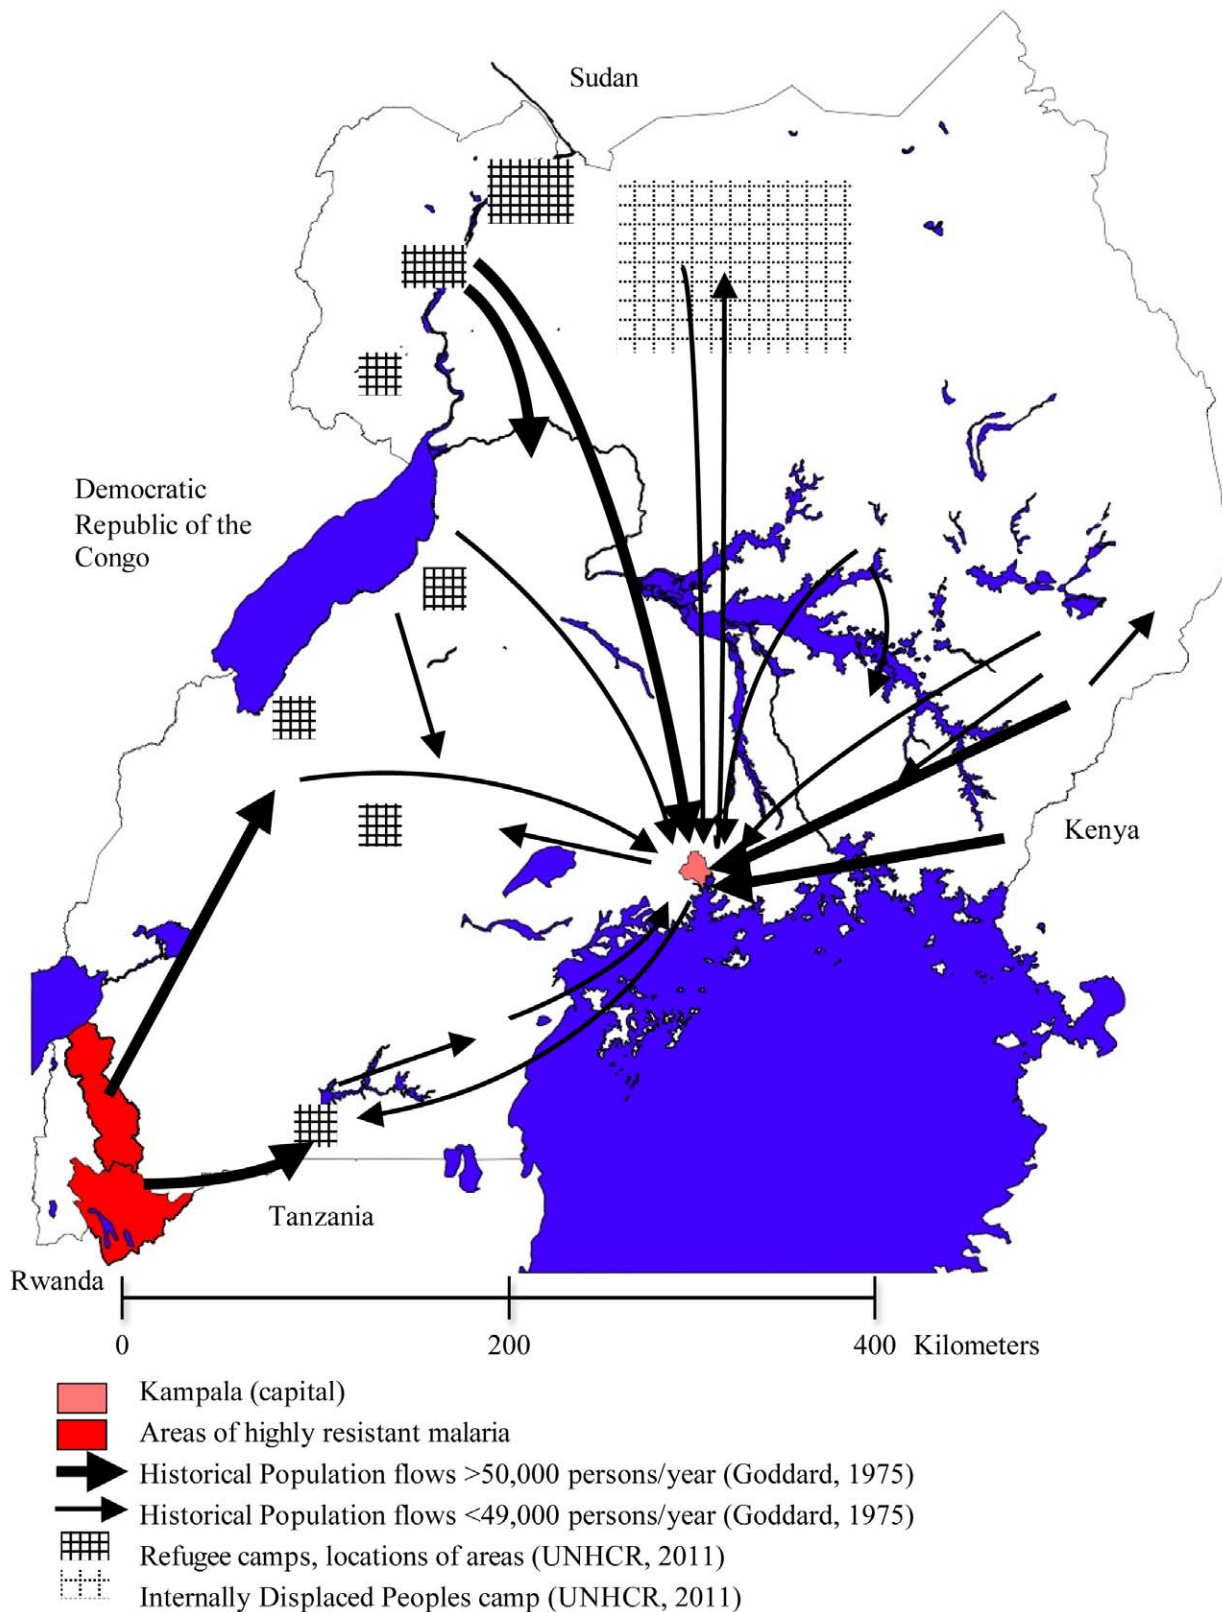 Sudan
Democratic
Republic of the
Congo
Kenya
Tanzania
Rwanda
0 200 400 Kilometers
Kampala (capital)
Areas of highly resistant malaria
Historical Population flows >50,000 persons/year (Goddard, 1975)
Historical Population flows <49,000 persons/year (Goddard, 1975)
Refugee camps, locations of areas (UNHCR, 2011)
Internally Displaced Peoples camp (UNHCR, 2011)